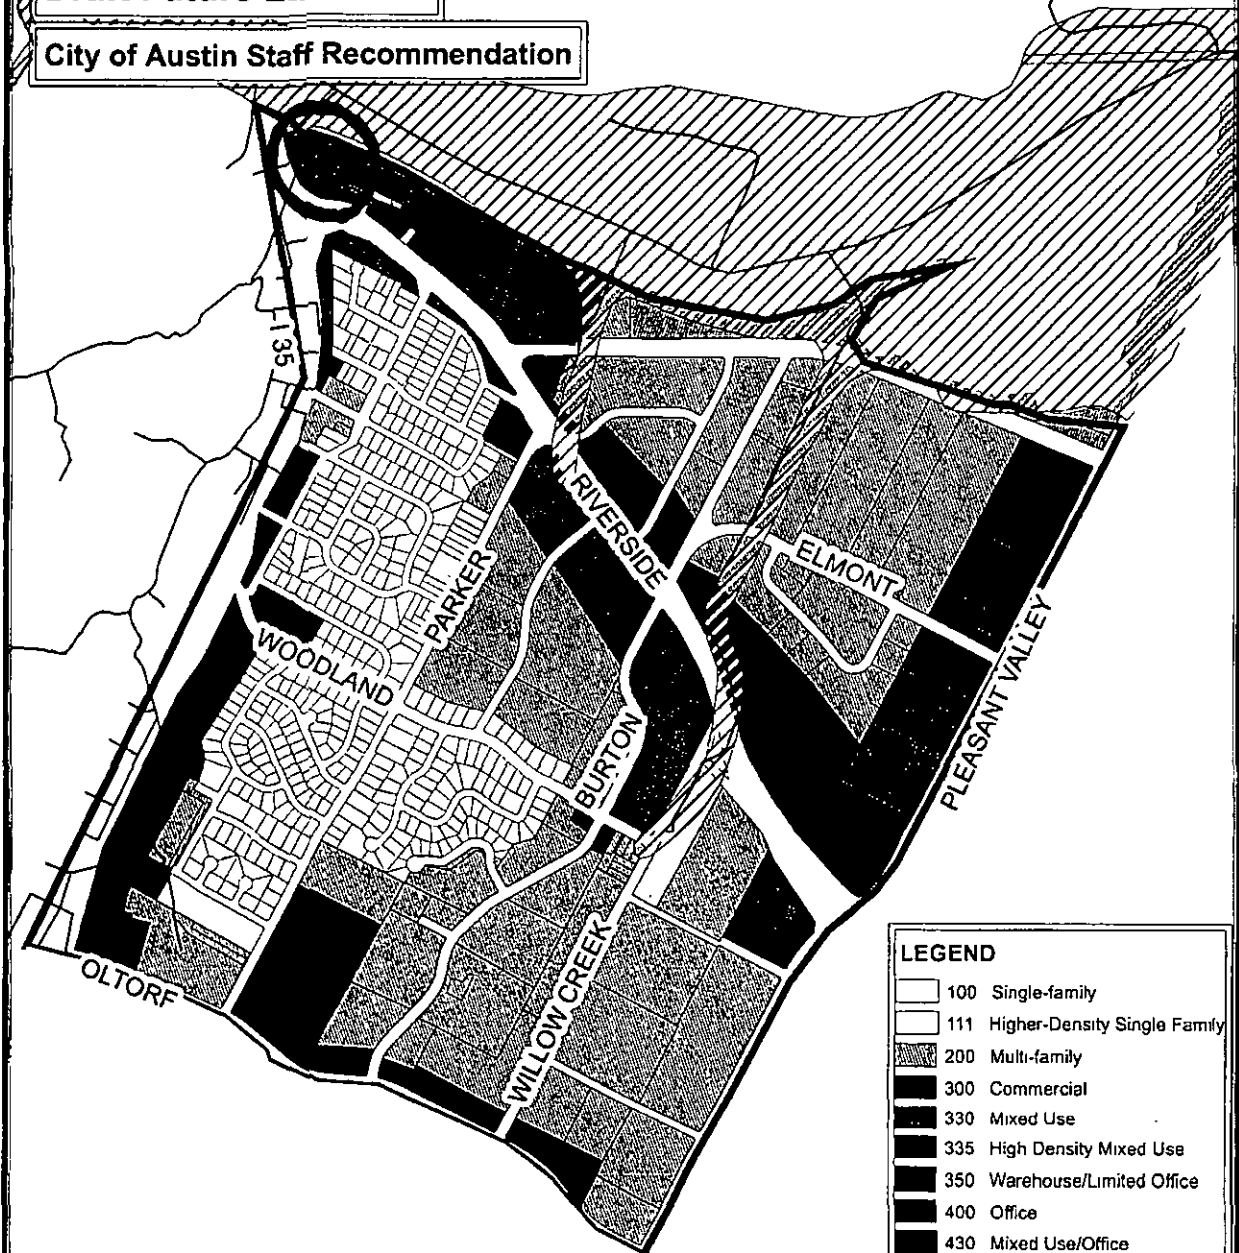 City of Austin Staff Recommendation
I 35
RIVERSIDE
ELMONT
PARKER
WOODLAND
BURTON
PLEASANT VALLEY
WILLOW CREEK
OLTORF
LEGEND
100 Single-family
111 Higher-Density Single Family
200 Multi-family
300 Commercial
330 Mixed Use
335 High Density Mixed Use
350 Warehouse/Limited Office
400 Office
430 Mixed Use/Office